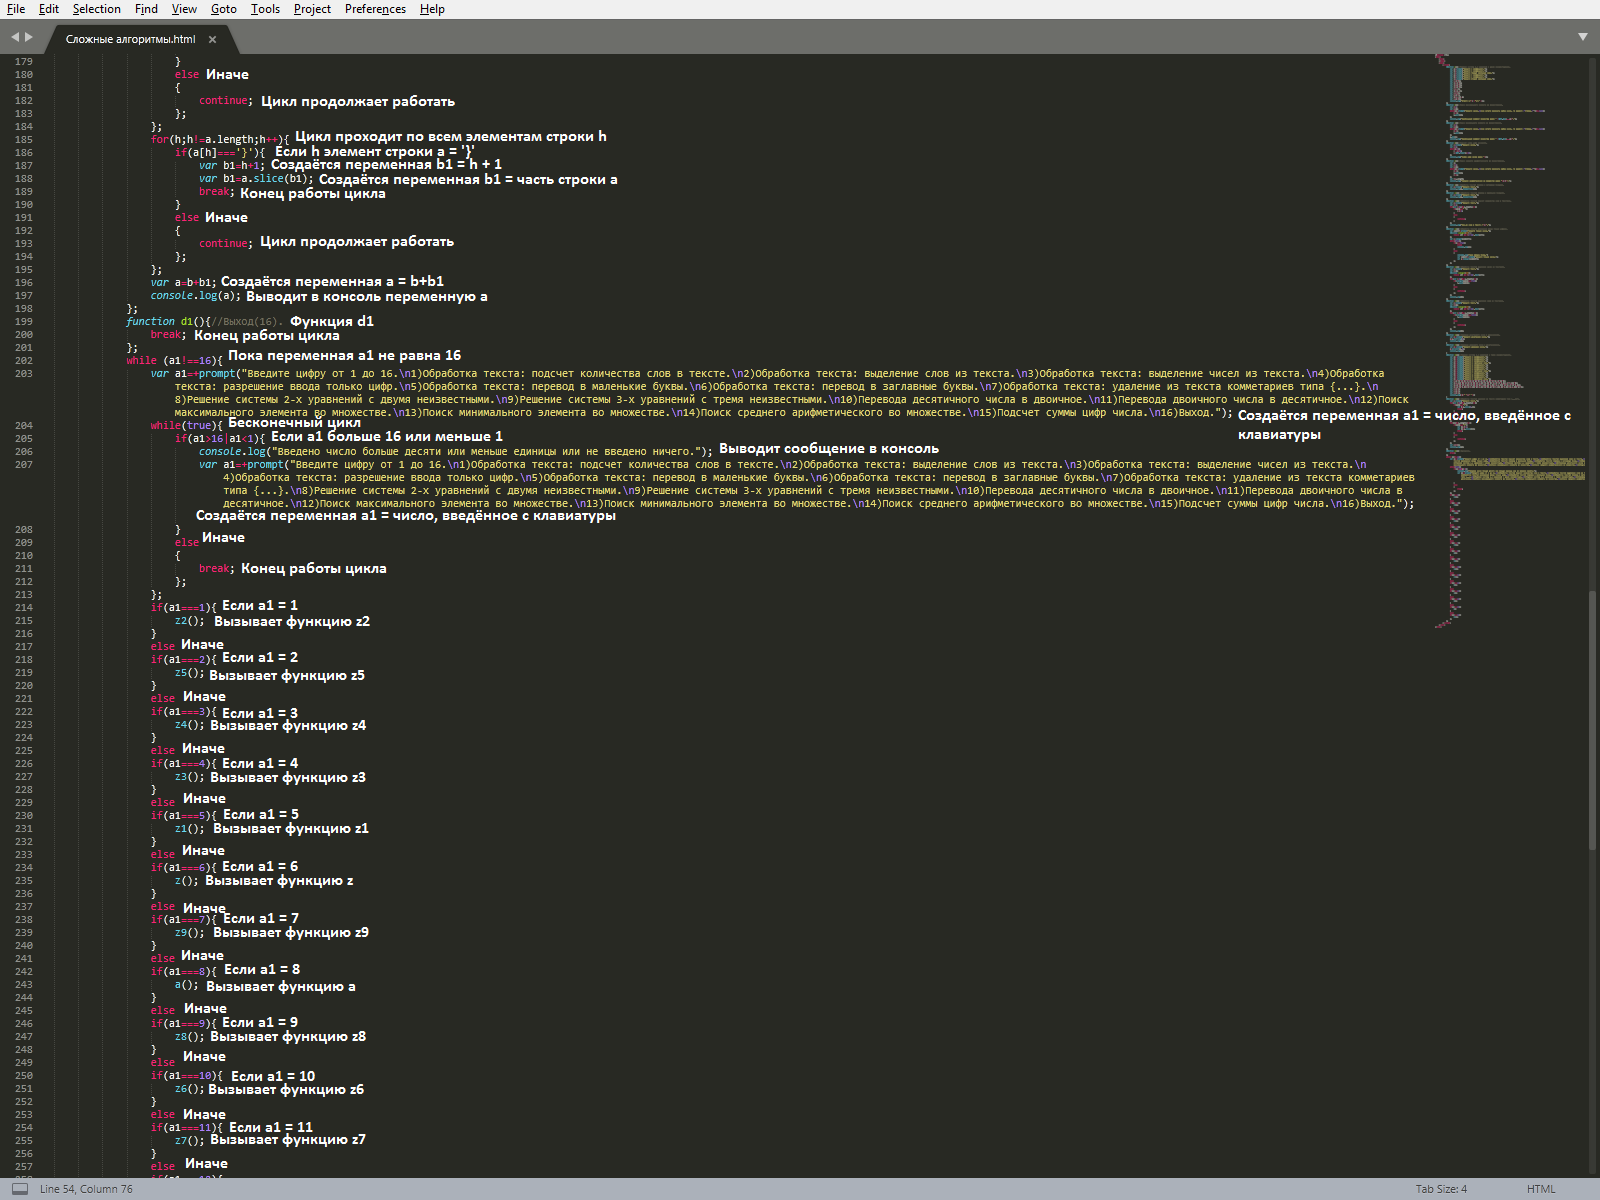 File Edit Selection Find View Goto Tools Project Preferences Help
Сложные алгоритмы.html ×
179 }
180 else Иначе
181 {
182 continue; Цикл продолжает работать
183 };
184 };
185 for(h;h!=a.length;h++){ Цикл проходит по всем элементам строки h
186 if(a[h]==='}'){ Если h элемент строки a = '}'
187 var b1=h+1; Создаётся переменная b1 = h + 1
188 var b1=a.slice(b1); Создаётся переменная b1 = часть строки a
189 break; Конец работы цикла
190 }
191 else Иначе
192 {
193 continue; Цикл продолжает работать
194 };
195 };
196 var a=b+b1; Создаётся переменная a = b+b1
197 console.log(a); Выводит в консоль переменную a
198 };
199 function d1(){//Выход(16). Функция d1
200 break; Конец работы цикла
201 };
202 while (a1!==16){ Пока переменная a1 не равна 16
203 var a1=+prompt("Введите цифру от 1 до 16.\n1)Обработка текста: подсчет количества слов в тексте.\n2)Обработка текста: выделение слов из текста.\n3)Обработка текста: выделение чисел из текста.\n4)Обработка
текста: разрешение ввода только цифр.\n5)Обработка текста: перевод в маленькие буквы.\n6)Обработка текста: перевод в заглавные буквы.\n7)Обработка текста: удаление из текста комметариев типа {...}.\n
8)Решение системы 2-х уравнений с двумя неизвестными.\n9)Решение системы 3-х уравнений с тремя неизвестными.\n10)Перевода десятичного числа в двоичное.\n11)Перевода двоичного числа в десятичное.\n12)Поиск
максимального элемента во множестве.\n13)Поиск минимального элемента во множестве.\n14)Поиск среднего арифметического во множестве.\n15)Подсчет суммы цифр числа.\n16)Выход."); Создаётся переменная a1 = число, введённое с
клавиатуры
204 while(true){ Бесконечный цикл
205 if(a1>16|a1<1){ Если a1 больше 16 или меньше 1
206 console.log("Введено число больше десяти или меньше единицы или не введено ничего."); Выводит сообщение в консоль
207 var a1=+prompt("Введите цифру от 1 до 16.\n1)Обработка текста: подсчет количества слов в тексте.\n2)Обработка текста: выделение слов из текста.\n3)Обработка текста: выделение чисел из текста.\n
4)Обработка текста: разрешение ввода только цифр.\n5)Обработка текста: перевод в маленькие буквы.\n6)Обработка текста: перевод в заглавные буквы.\n7)Обработка текста: удаление из текста комметариев
типа {...}.\n8)Решение системы 2-х уравнений с двумя неизвестными.\n9)Решение системы 3-х уравнений с тремя неизвестными.\n10)Перевода десятичного числа в двоичное.\n11)Перевода двоичного числа в
десятичное.\n12)Поиск максимального элемента во множестве.\n13)Поиск минимального элемента во множестве.\n14)Поиск среднего арифметического во множестве.\n15)Подсчет суммы цифр числа.\n16)Выход.");
Создаётся переменная a1 = число, введённое с клавиатуры
208 }
209 else Иначе
210 {
211 break; Конец работы цикла
212 };
213 };
214 if(a1===1){ Если a1 = 1
215 z2(); Вызывает функцию z2
216 }
217 else Иначе
218 if(a1===2){ Если a1 = 2
219 z5(); Вызывает функцию z5
220 }
221 else Иначе
222 if(a1===3){ Если a1 = 3
223 z4(); Вызывает функцию z4
224 }
225 else Иначе
226 if(a1===4){ Если a1 = 4
227 z3(); Вызывает функцию z3
228 }
229 else Иначе
230 if(a1===5){ Если a1 = 5
231 z1(); Вызывает функцию z1
232 }
233 else Иначе
234 if(a1===6){ Если a1 = 6
235 z(); Вызывает функцию z
236 }
237 else Иначе
238 if(a1===7){ Если a1 = 7
239 z9(); Вызывает функцию z9
240 }
241 else Иначе
242 if(a1===8){ Если a1 = 8
243 a(); Вызывает функцию a
244 }
245 else Иначе
246 if(a1===9){ Если a1 = 9
247 z8(); Вызывает функцию z8
248 }
249 else Иначе
250 if(a1===10){ Если a1 = 10
251 z6(); Вызывает функцию z6
252 }
253 else Иначе
254 if(a1===11){ Если a1 = 11
255 z7(); Вызывает функцию z7
256 }
257 else Иначе
Line 54, Column 76 Tab Size: 4 HTML